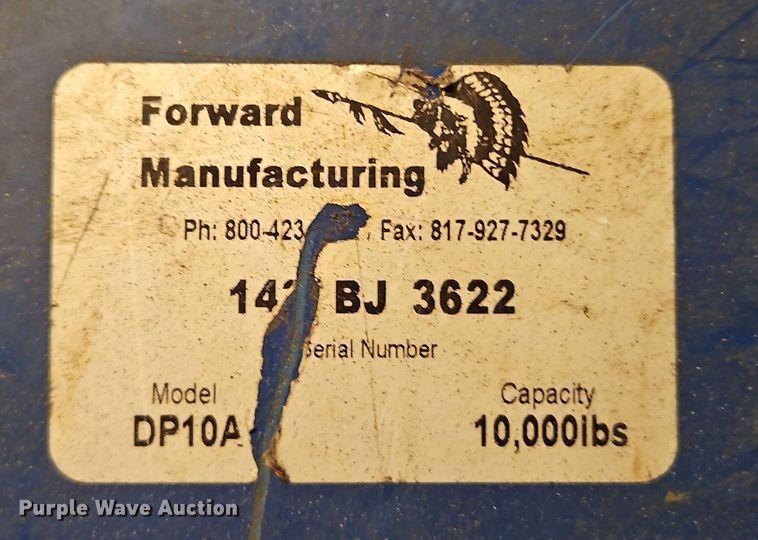 Forward
Manufacturing
Ph: 800-423 Fax: 817-927-7329
BJ 3622
Serial Number
Model
Capacity
DP10A
10,000ibs
Purple Wave Auction